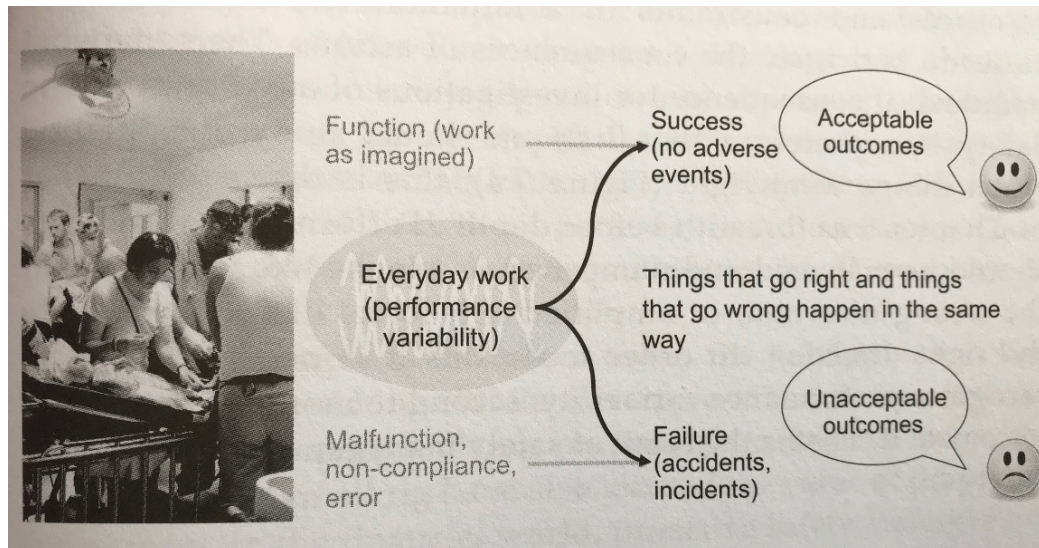 Function (work
as imagined)
Success
(no adverse
events)
Acceptable
outcomes
Everyday work
(performance
variability)
Things that go right and things
that go wrong happen in the same
way
Malfunction,
non-compliance,
error
Failure
(accidents,
incidents)
Unacceptable
outcomes